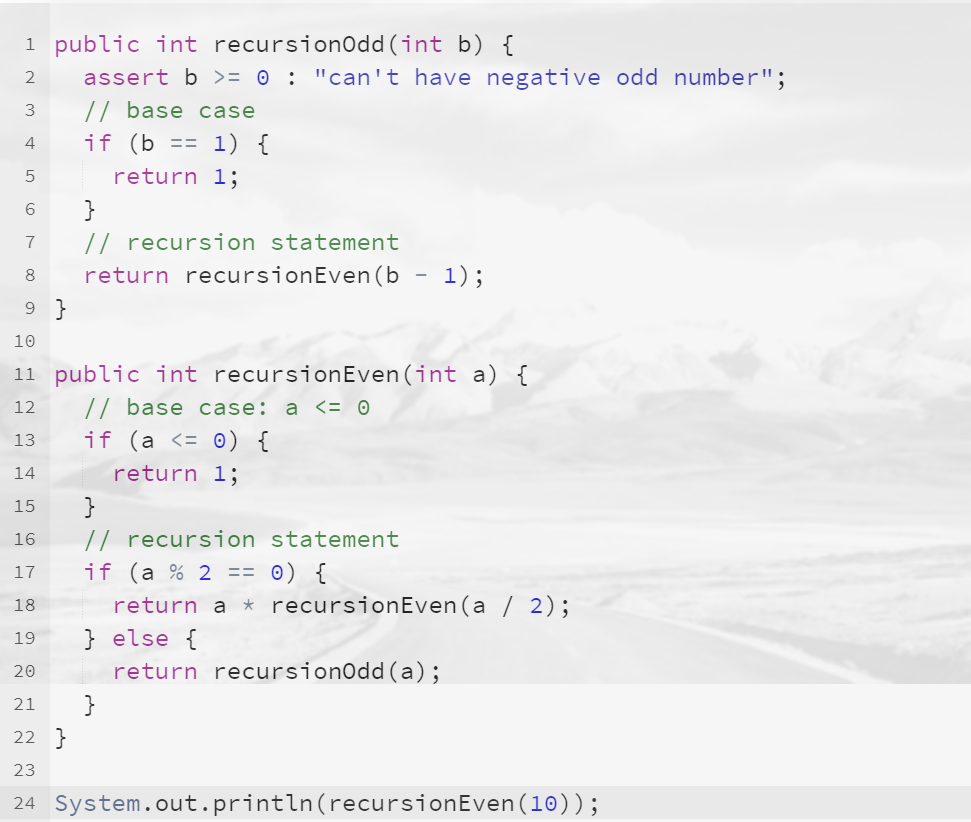 1 public int recursionOdd(int b) {
2   assert b >= 0 : "can't have negative odd number";
3   // base case
4   if (b == 1) {
5     return 1;
6   }
7   // recursion statement
8   return recursionEven(b - 1);
9 }
10
11 public int recursionEven(int a) {
12   // base case: a <= 0
13   if (a <= 0) {
14     return 1;
15   }
16   // recursion statement
17   if (a % 2 == 0) {
18     return a * recursionEven(a / 2);
19   } else {
20     return recursionOdd(a);
21   }
22 }
23
24 System.out.println(recursionEven(10));